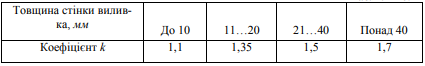 Товщина стінки вилив-
ка, мм
До 10 11…20 21…40 Понад 40
Коефіцієнт k 1,1 1,35 1,5 1,7